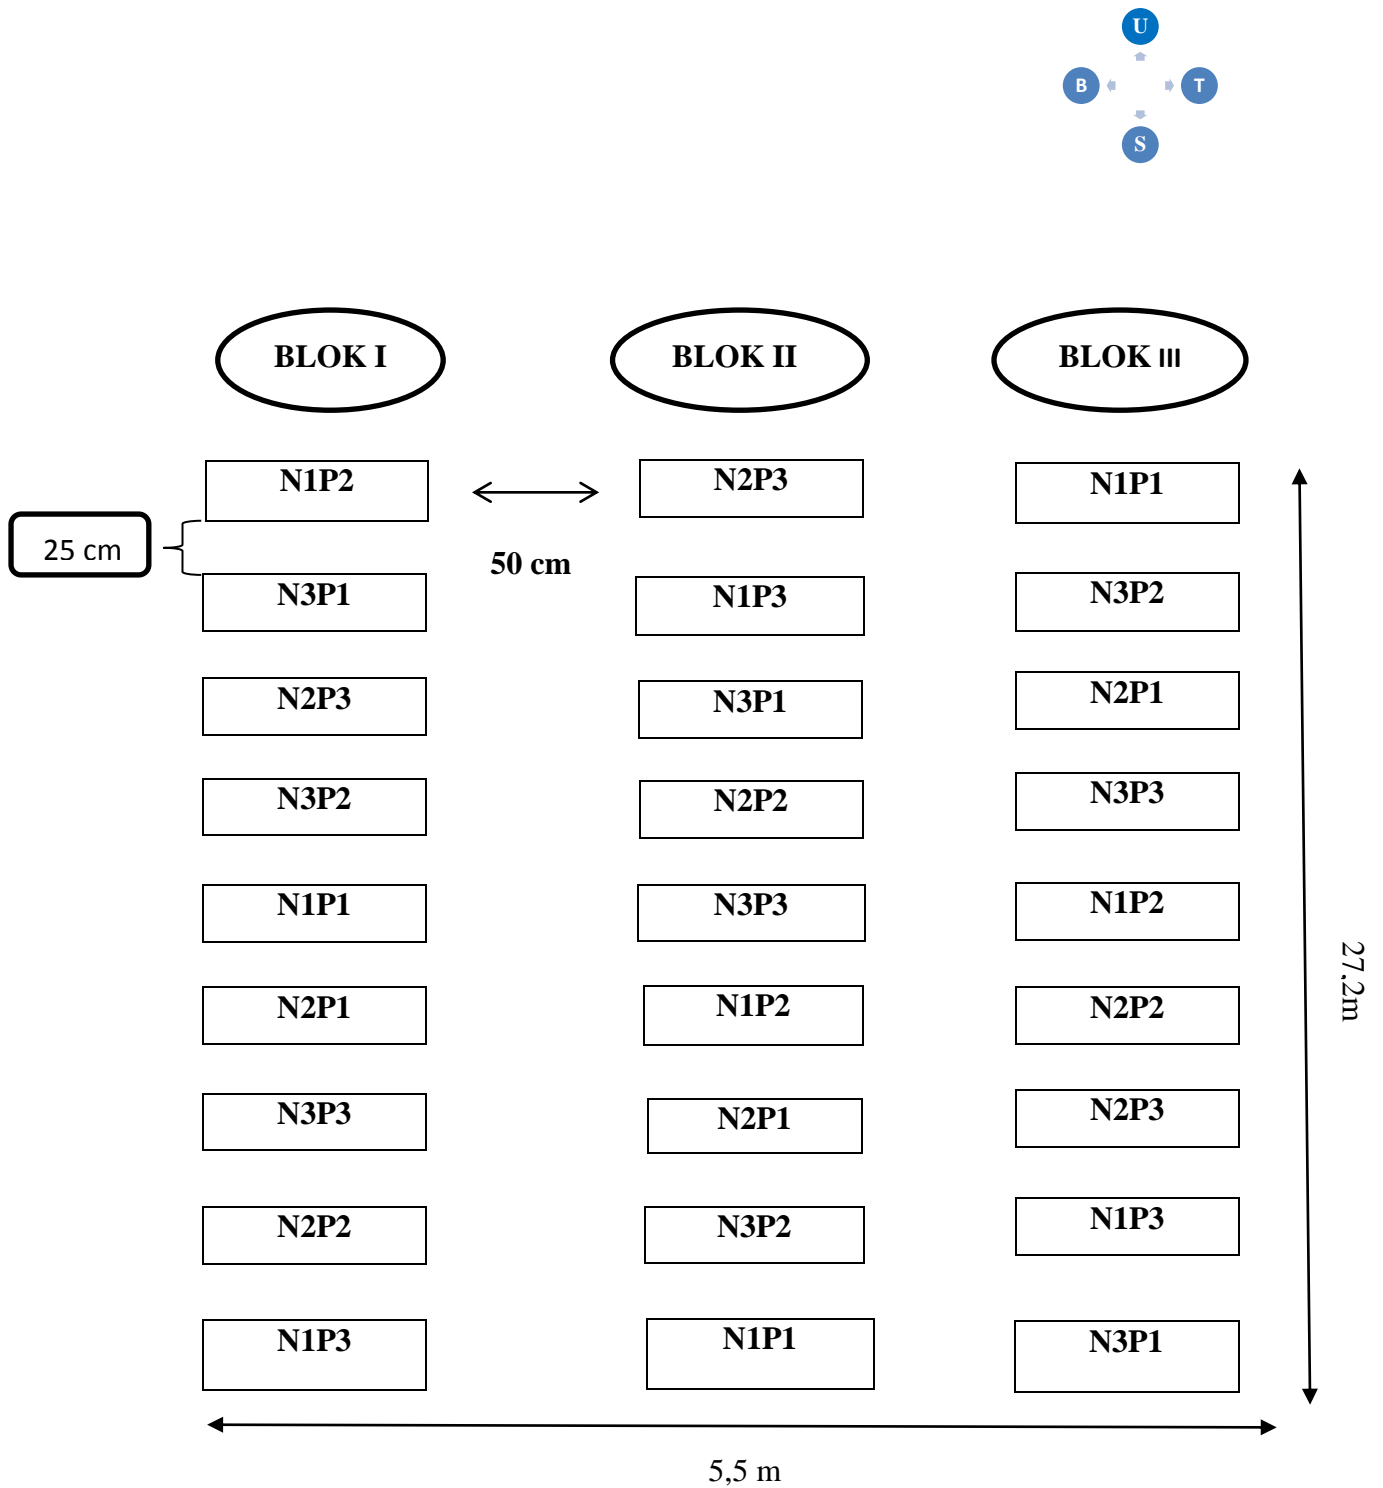 U
B T
S
BLOK I BLOK II BLOK III
N1P2 N2P3 N1P1
25 cm 50 cm
N3P1 N1P3 N3P2
N2P3 N3P1 N2P1
N3P2 N2P2 N3P3
N1P1 N3P3 N1P2
27.2m
N2P1 N1P2 N2P2
N3P3 N2P1 N2P3
N2P2 N3P2 N1P3
N1P3 N1P1 N3P1
5,5 m